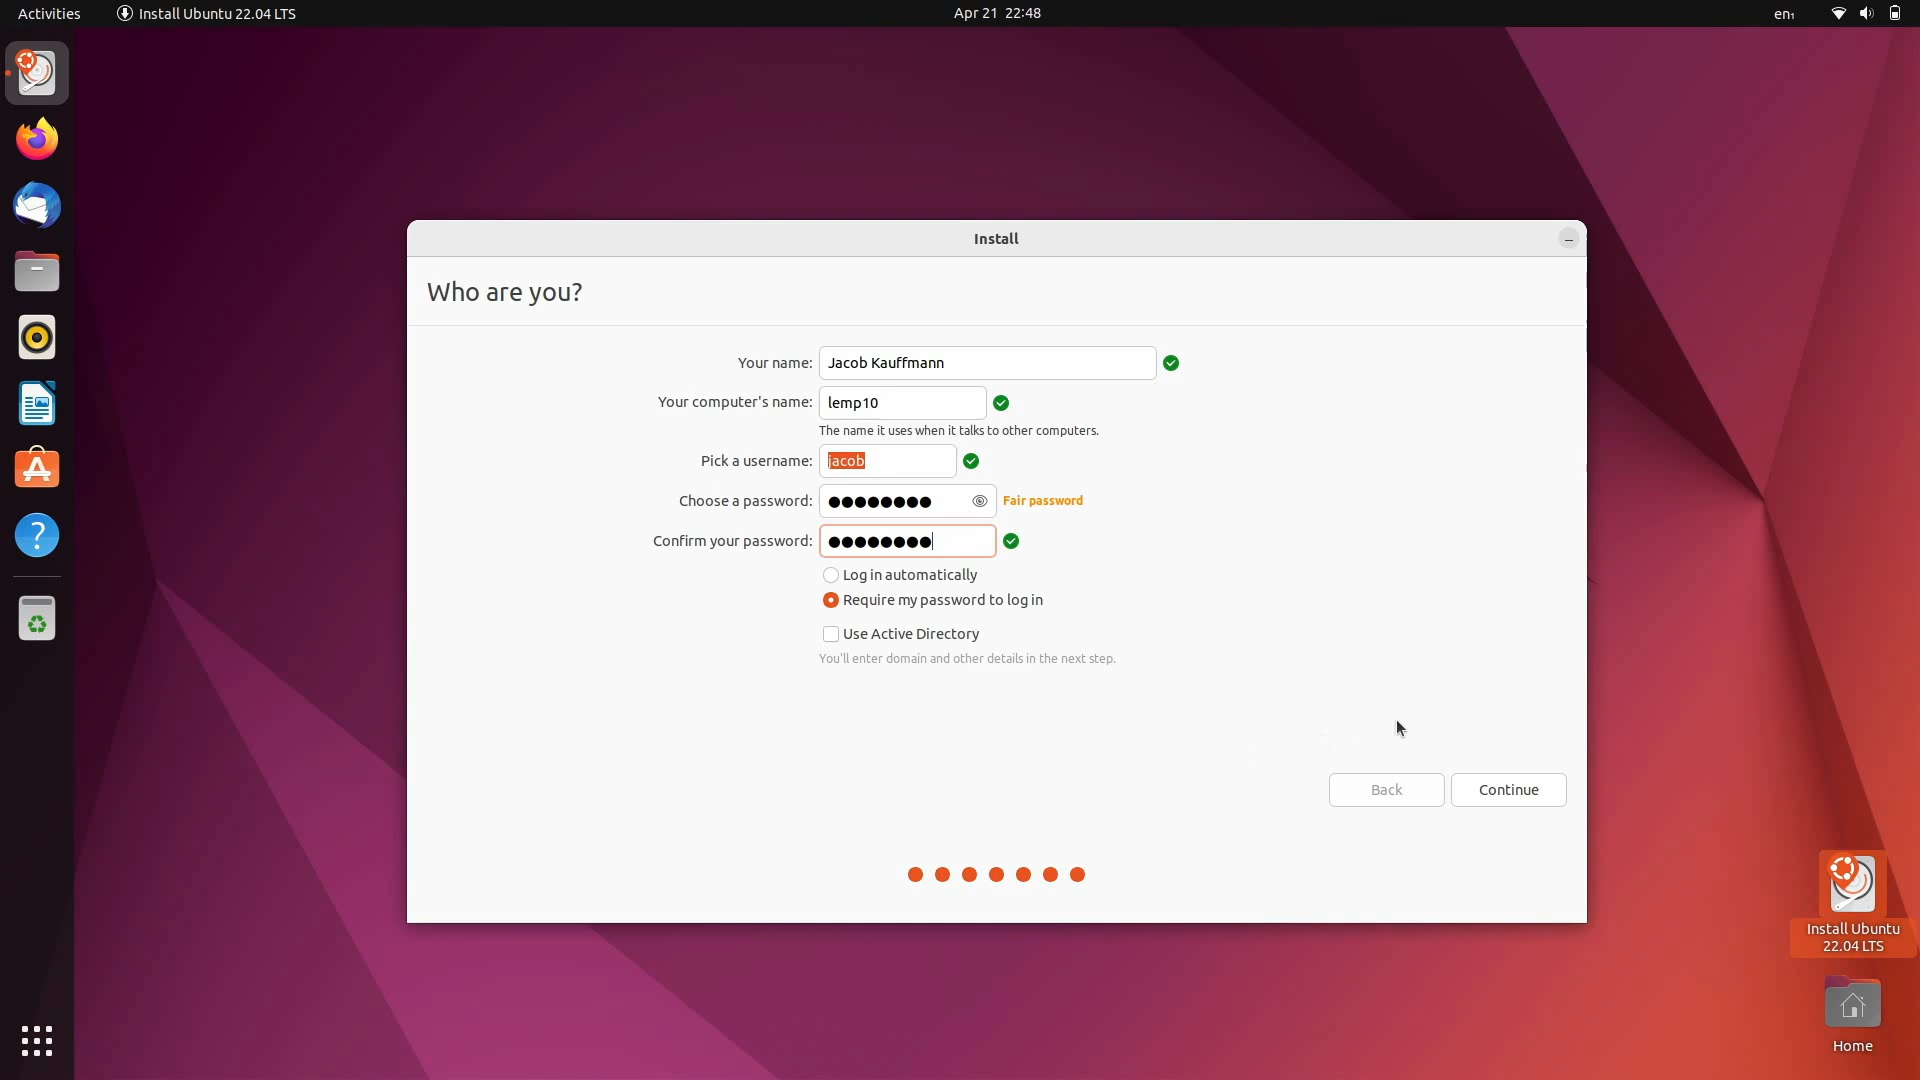 Activities Install Ubuntu 22.04 LTS Apr 21 22:48 en₁
Install
Who are you?
Your name: Jacob Kauffmann
Your computer's name: lemp10
The name it uses when it talks to other computers.
Pick a username: jacob
Choose a password: ●●●●●●●● Fair password
Confirm your password: ●●●●●●●●
Log in automatically
Require my password to log in
Use Active Directory
You'll enter domain and other details in the next step.
Back Continue
Install Ubuntu
22.04 LTS
Home